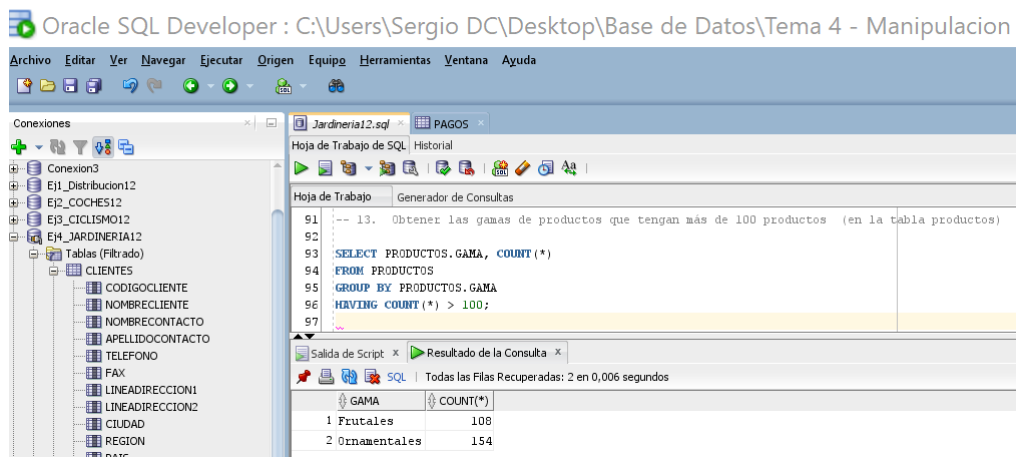 Oracle SQL Developer : C:\Users\Sergio DC\Desktop\Base de Datos\Tema 4 - Manipulacion
Archivo Editar Ver Navegar Ejecutar Origen Equipo Herramientas Ventana Ayuda
Conexiones
Jardineria12.sql
PAGOS
Hoja de Trabajo de SQL Historial
Conexion3
Ej1_Distribucion12
Ej2_COCHES12
Ej3_CICLISMO12
Ej4_JARDINERIA12
Tablas (Filtrado)
CLIENTES
CODIGOCLIENTE
NOMBRECLIENTE
NOMBRECONTACTO
APELLIDOCONTACTO
TELEFONO
FAX
LINEADIRECCION1
LINEADIRECCION2
CIUDAD
REGION
PAIS
Hoja de Trabajo Generador de Consultas
91 -- 13. Obtener las gamas de productos que tengan más de 100 productos (en la tabla productos)
92
93 SELECT PRODUCTOS.GAMA, COUNT(*)
94 FROM PRODUCTOS
95 GROUP BY PRODUCTOS.GAMA
96 HAVING COUNT(*) > 100;
97
Salida de Script x Resultado de la Consulta x
SQL | Todas las Filas Recuperadas: 2 en 0,006 segundos
GAMA COUNT(*)
1 Frutales 108
2 Ornamentales 154